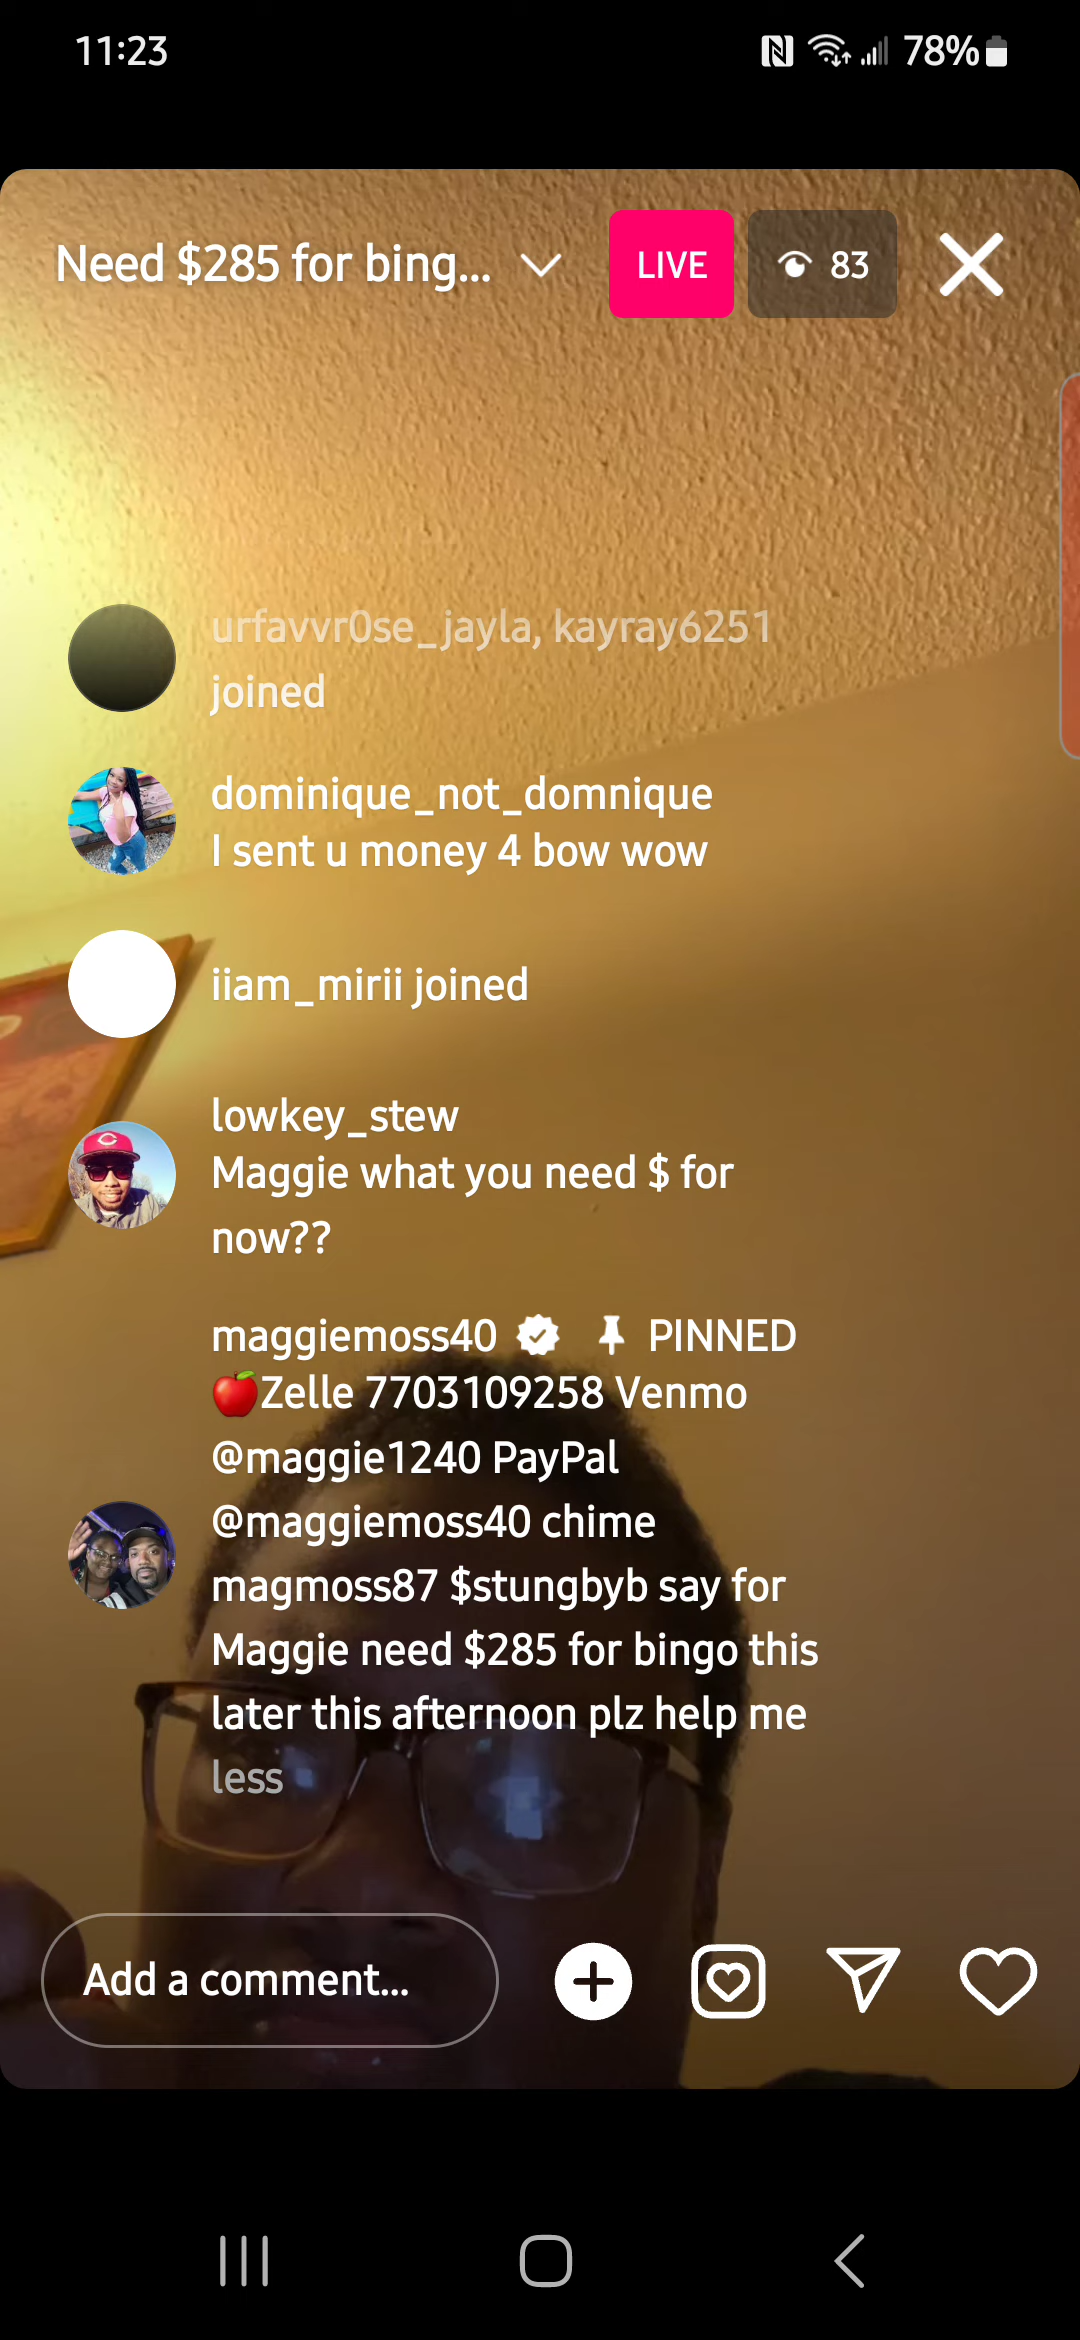 11:23 78%
Need $285 for bing... LIVE 83
urfavvr0se_jayla, kayray6251
joined
dominique_not_domnique
I sent u money 4 bow wow
iiam_mirii joined
lowkey_stew
Maggie what you need $ for
now??
maggiemoss40 PINNED
🍎Zelle 7703109258 Venmo
@maggie1240 PayPal
@maggiemoss40 chime
magmoss87 $stungbyb say for
Maggie need $285 for bingo this
later this afternoon plz help me
less
Add a comment...